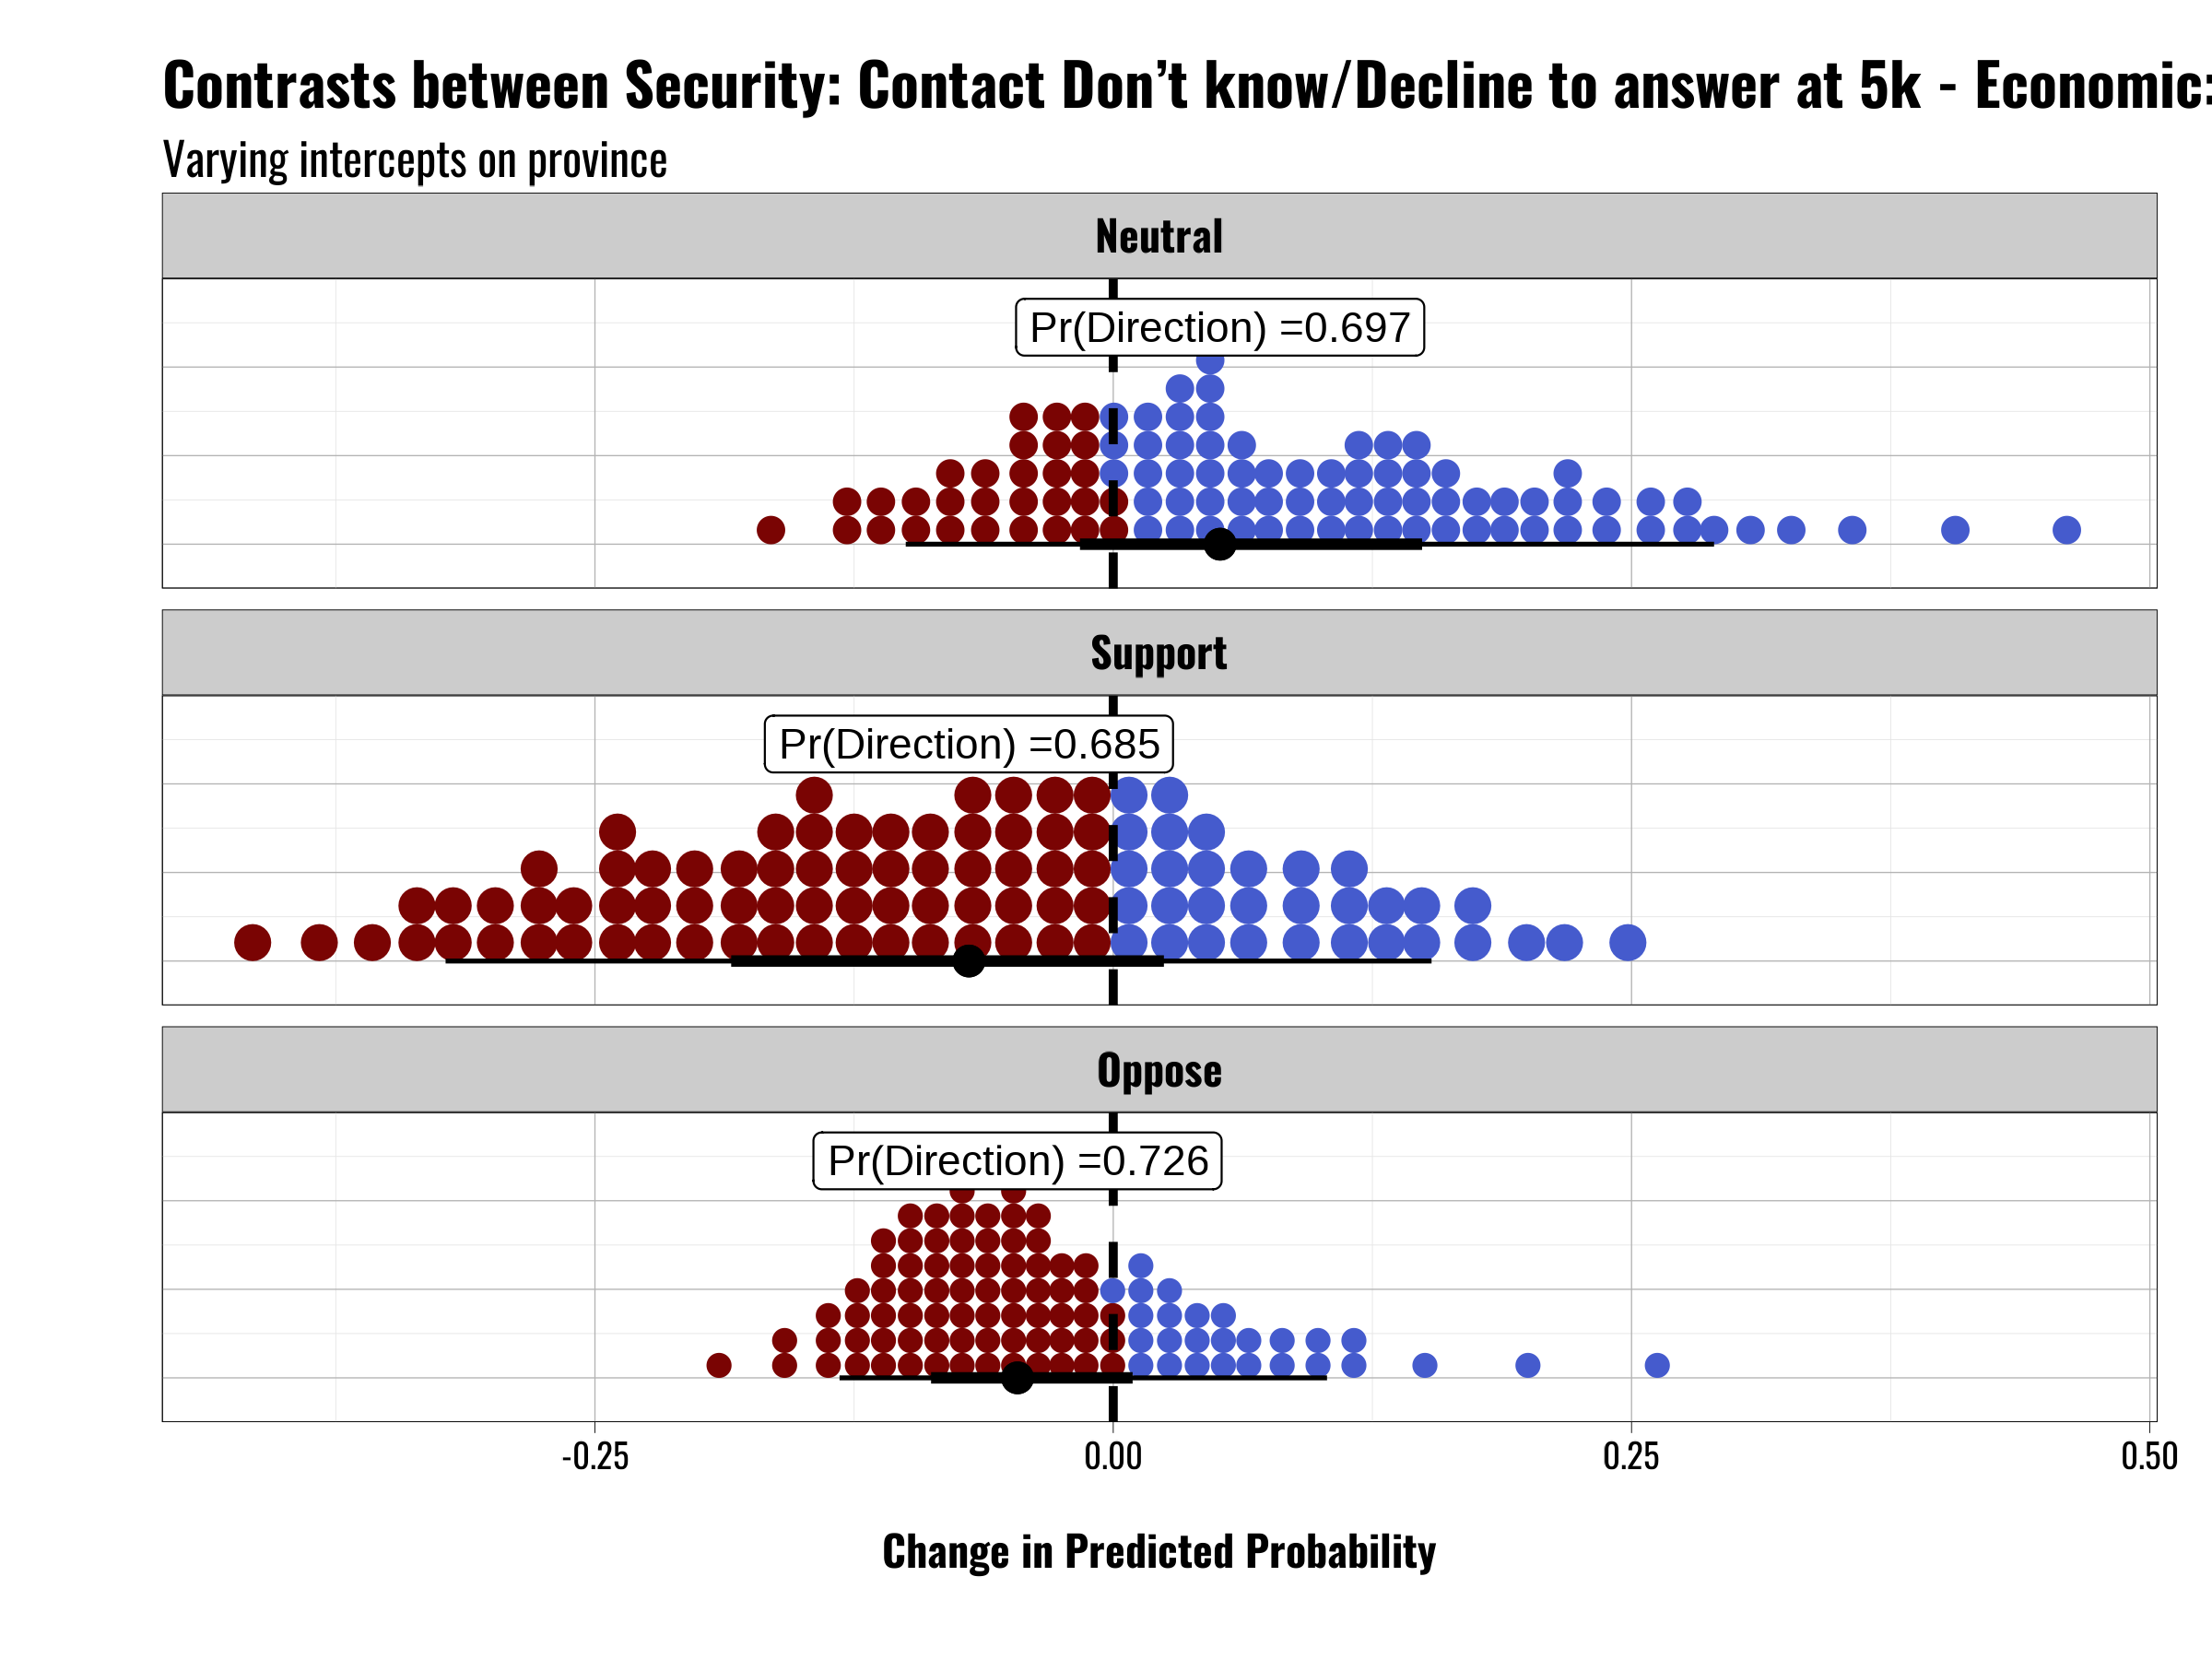 Contrasts between Security: Contact Don’t know/Decline to answer at 5k - Economic:
Varying intercepts on province
Neutral
Pr(Direction) =0.697
Support
Pr(Direction) =0.685
Oppose
Pr(Direction) =0.726
-0.25 0.00 0.25 0.50
Change in Predicted Probability